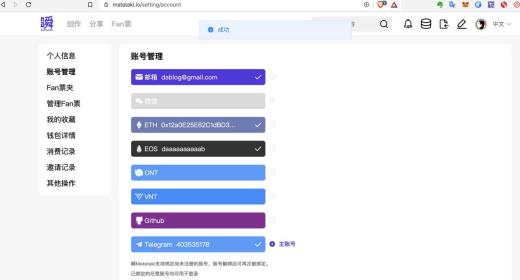 matataki.io/setting/account
瞬
创作 分享 Fan票
成功
中文
个人信息
账号管理
Fan票夹
管理Fan票
我的收藏
钱包详情
消费记录
邀请记录
其他操作
账号管理
邮箱 dablog@gmail.com
微信
ETH 0x12a0E25E62C1dBD3...
EOS daaaaaaaaaab
ONT
VNT
Github
Telegram 403535178 主账号
瞬Matataki支持绑定尚未注册的账号，账号解绑后可再次被绑定。
已绑定的任意账号均可用于登录